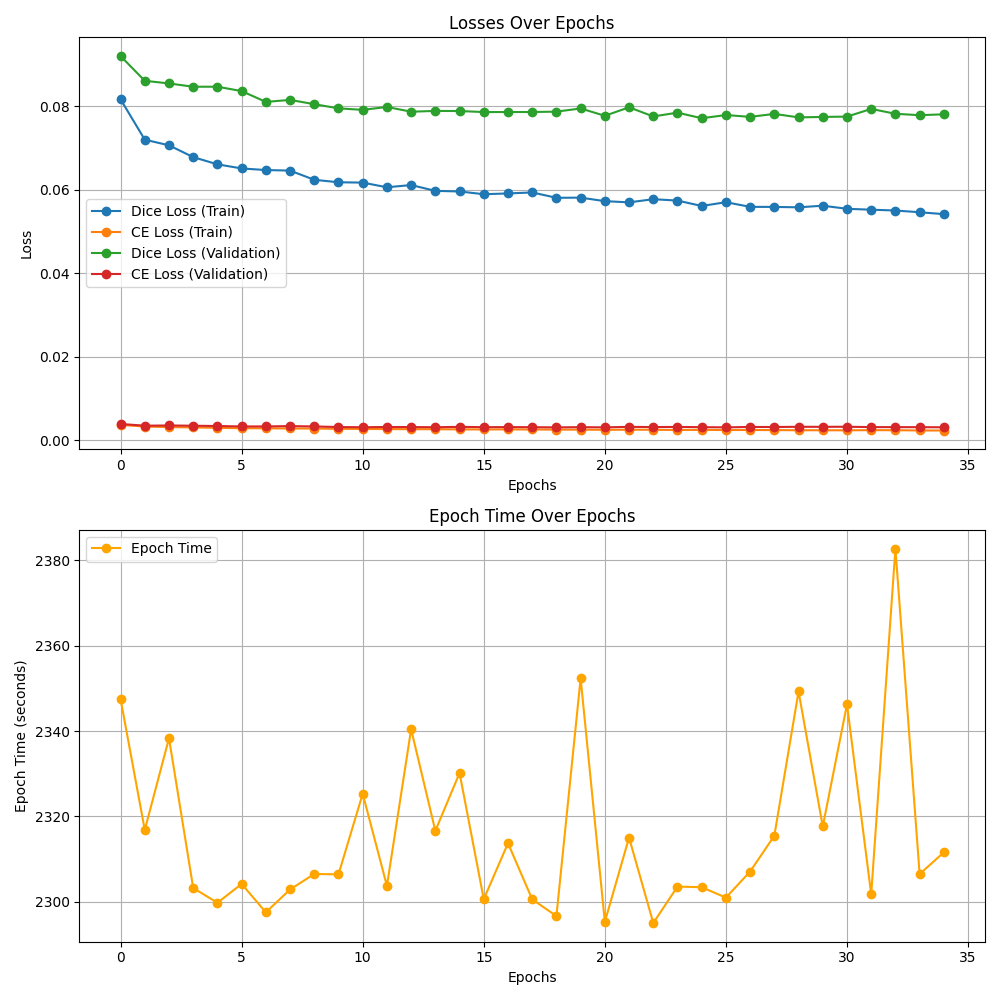 Losses Over Epochs
Loss
0.08
0.06
0.04
0.02
0.00
Dice Loss (Train)
CE Loss (Train)
Dice Loss (Validation)
CE Loss (Validation)
0 5 10 15 20 25 30 35
Epochs
Epoch Time Over Epochs
Epoch Time (seconds)
Epoch Time
2380
2360
2340
2320
2300
0 5 10 15 20 25 30 35
Epochs